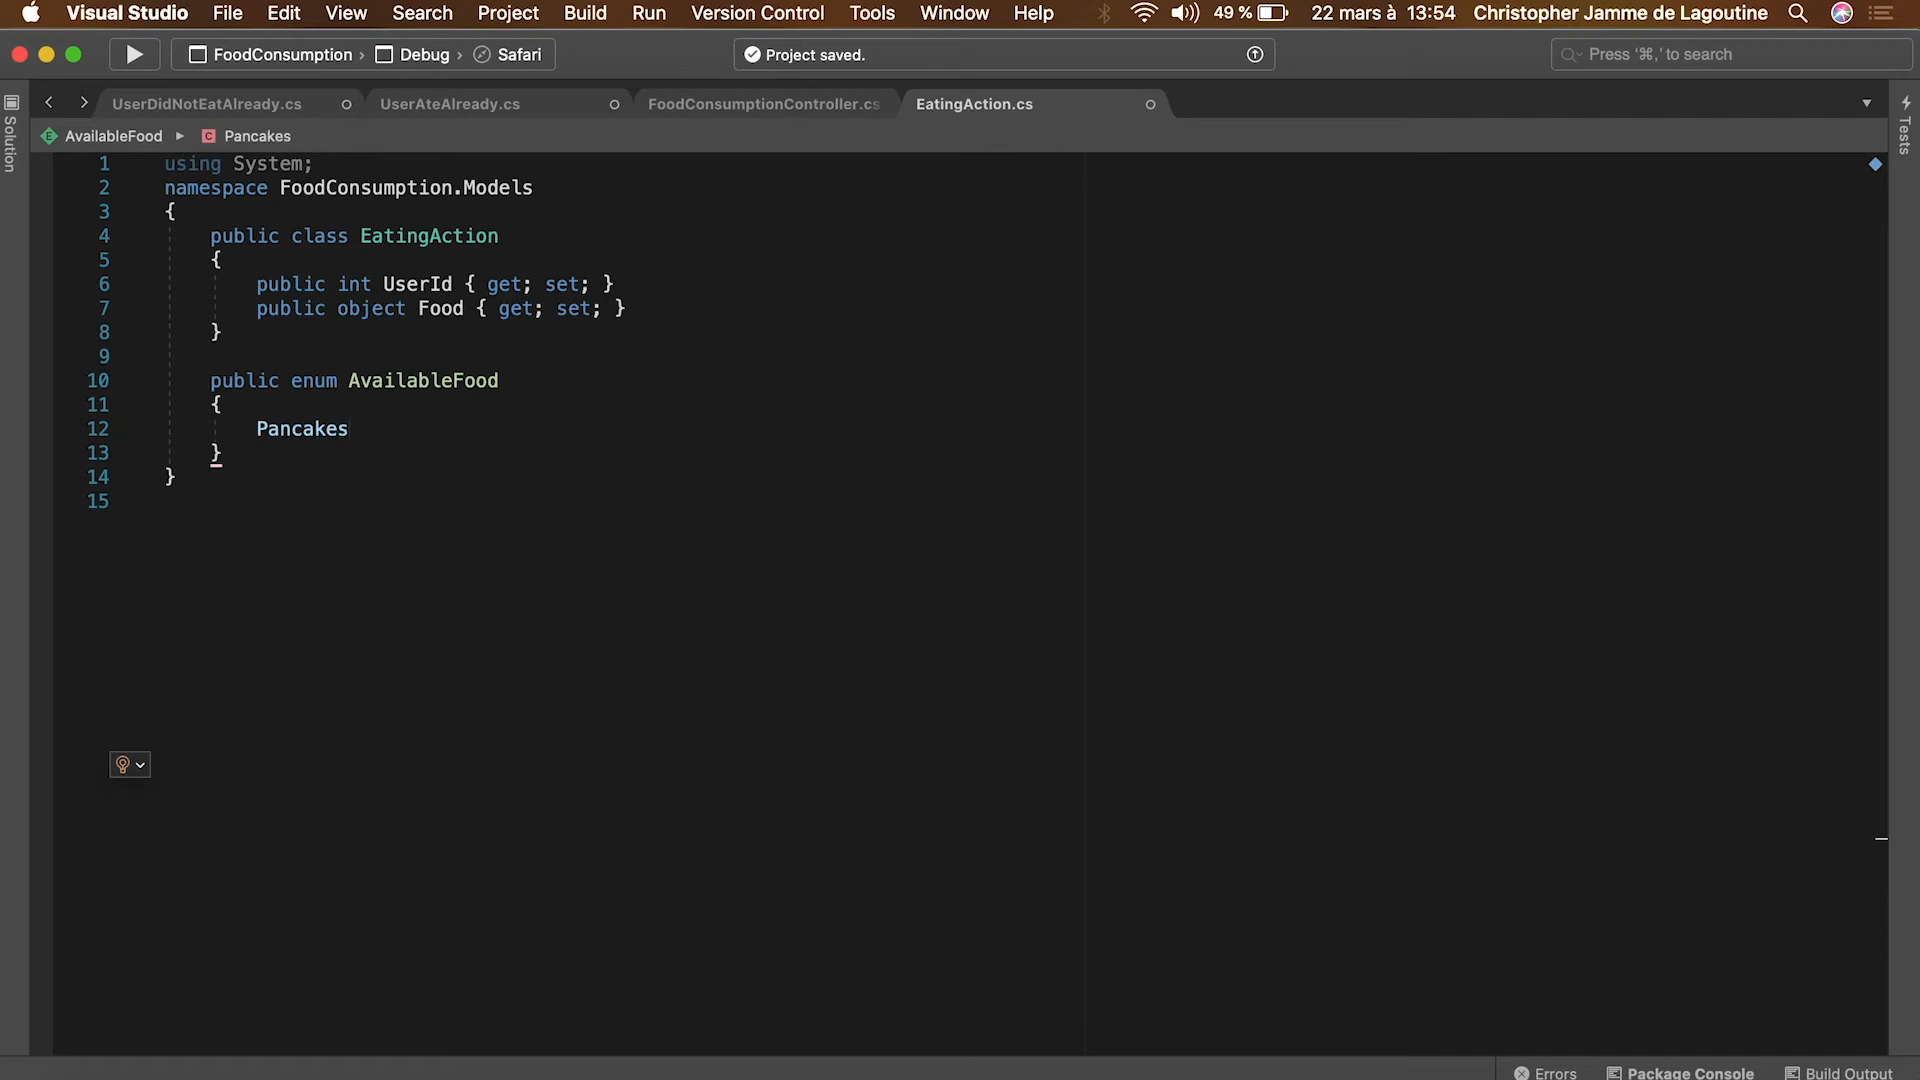 Visual Studio File Edit View Search Project Build Run Version Control Tools Window Help 49 % 22 mars à 13:54 Christopher Jamme de Lagoutine
FoodConsumption › Debug › Safari Project saved. Press ‘⌘,’ to search
UserDidNotEatAlready.cs UserAteAlready.cs FoodConsumptionController.cs EatingAction.cs
AvailableFood Pancakes
Solution
Tests
1 using System;
2 namespace FoodConsumption.Models
3 {
4 public class EatingAction
5 {
6 public int UserId { get; set; }
7 public object Food { get; set; }
8 }
9
10 public enum AvailableFood
11 {
12 Pancakes
13 }
14 }
15
Errors Package Console Build Output